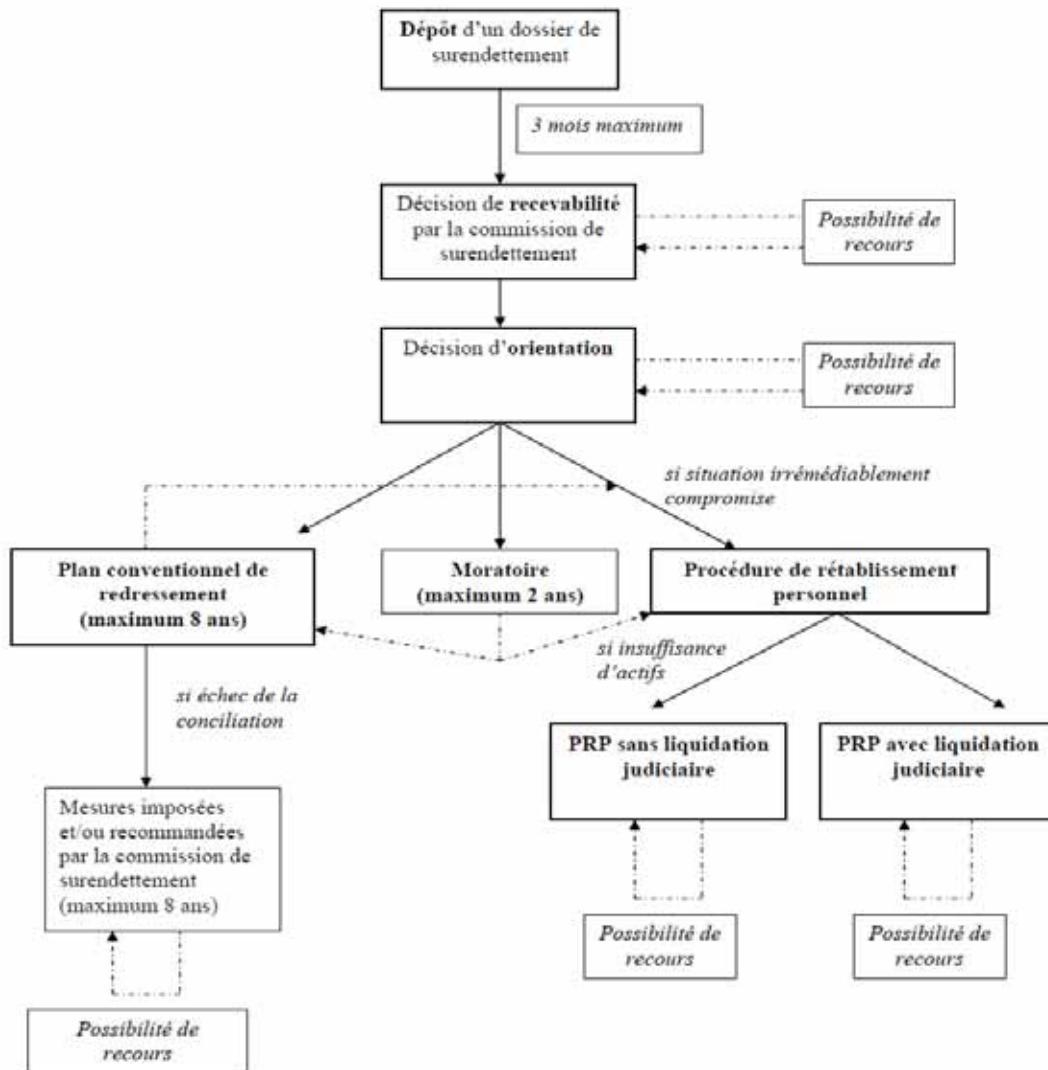 Dépôt d'un dossier de
surendettement
3 mois maximum
Décision de recevabilité
par la commission de
surendettement
Possibilité de
recours
Décision d'orientation
Possibilité de
recours
si situation irrémédiablement
compromise
Plan conventionnel de
redressement
(maximum 8 ans)
Moratoire
(maximum 2 ans)
Procédure de rétablissement
personnel
si échec de la
conciliation
si insuffisance
d'actifs
PRP sans liquidation
judiciaire
PRP avec liquidation
judiciaire
Mesures imposées
et/ou recommandées
par la commission de
surendettement
(maximum 8 ans)
Possibilité de
recours
Possibilité de
recours
Possibilité de
recours